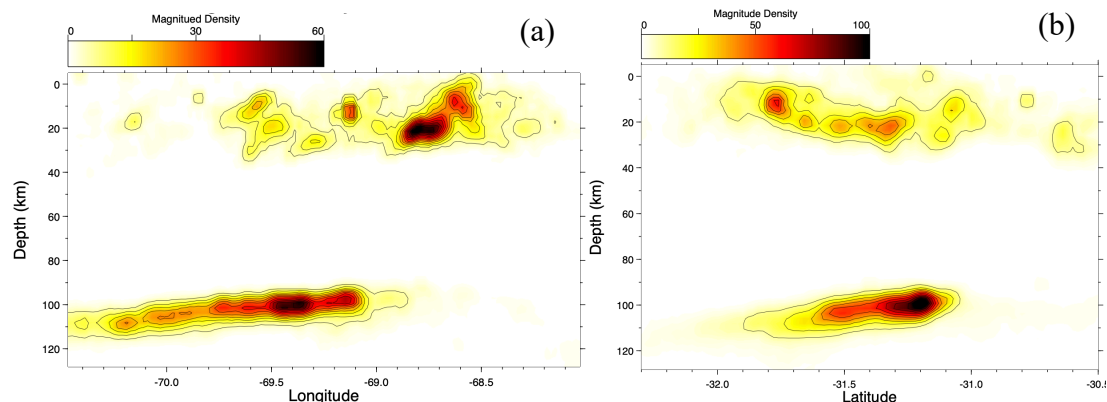 Magnitued Density
0 30 60
(a)
0
20
40
60
80
100
120
Depth (km)
-70.0 -69.5 -69.0 -68.5
Longitude
Magnitude Density
0 50 100
(b)
0
20
40
60
80
100
120
Depth (km)
-32.0 -31.5 -31.0 -30.5
Latitude